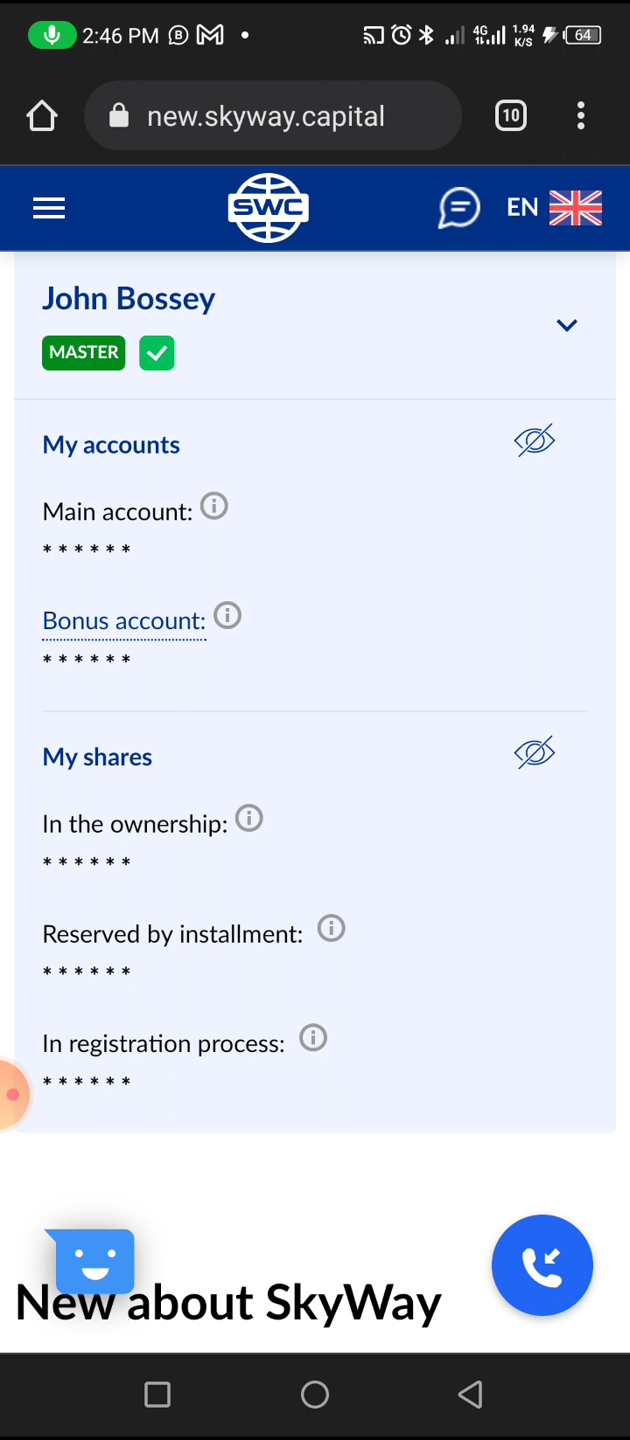 2:46 PM
4G 1.94 K/S 64
new.skyway.capital
10
SWC
EN
John Bossey
MASTER
My accounts
Main account:
******
Bonus account:
******
My shares
In the ownership:
******
Reserved by installment:
******
In registration process:
******
New about SkyWay